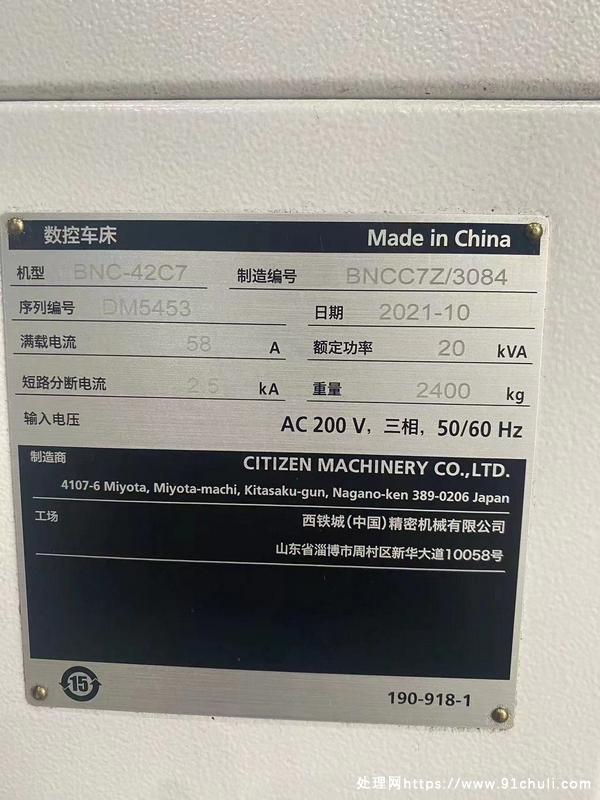 数控车床 Made in China
机型 BNC-42C7 制造编号 BNCC7Z/3084
序列编号 DM5453 日期 2021-10
满载电流 58 A 额定功率 20 kVA
短路分断电流 2.5 kA 重量 2400 kg
输入电压 AC 200 V, 三相, 50/60 Hz
制造商 CITIZEN MACHINERY CO.,LTD.
4107-6 Miyota, Miyota-machi, Kitasaku-gun, Nagano-ken 389-0206 Japan
工场 西铁城(中国)精密机械有限公司
山东省淄博市周村区新华大道10058号
15
190-918-1
处理网https://www.91chuli.com